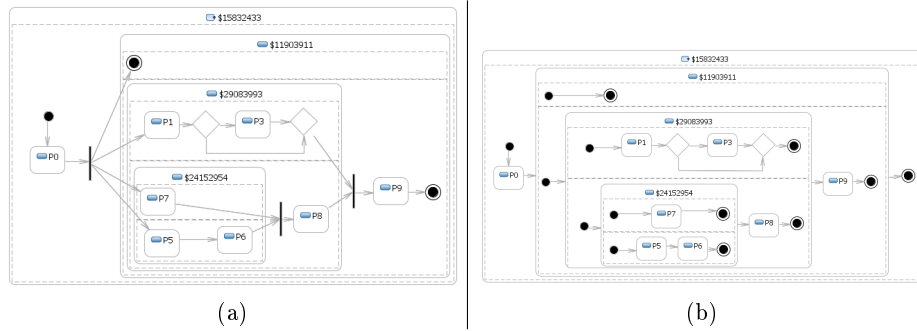 $15832433
$11903911
$29083993
P1
P3
P0
$24152954
P7
P9
P8
P5
P6
(a)
$15832433
$11903911
$29083993
P1
P3
P0
P9
$24152954
P7
P8
P5
P6
(b)